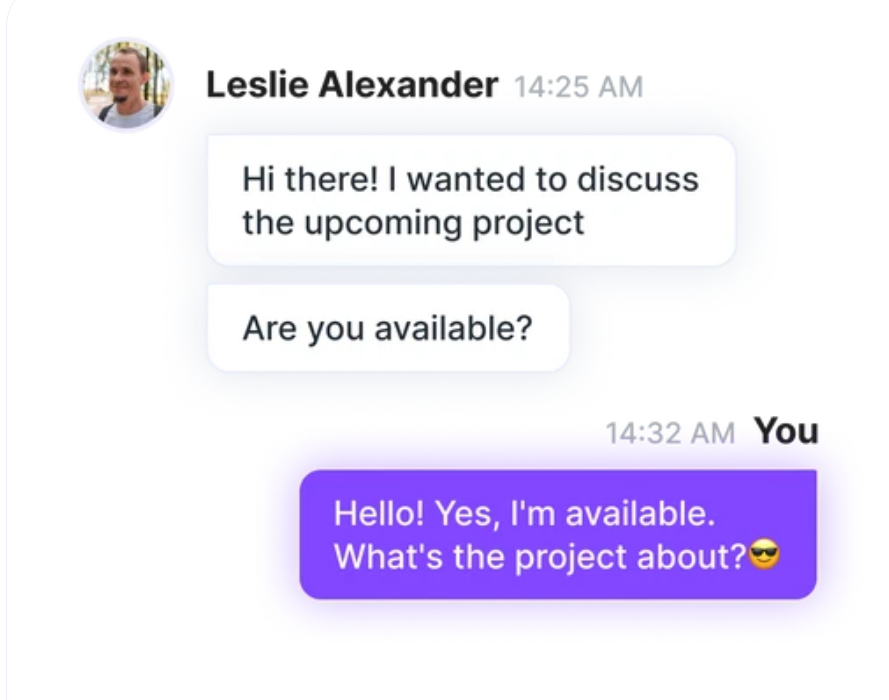 Leslie Alexander 14:25 AM
Hi there! I wanted to discuss
the upcoming project
Are you available?
14:32 AM You
Hello! Yes, I'm available.
What's the project about?😎